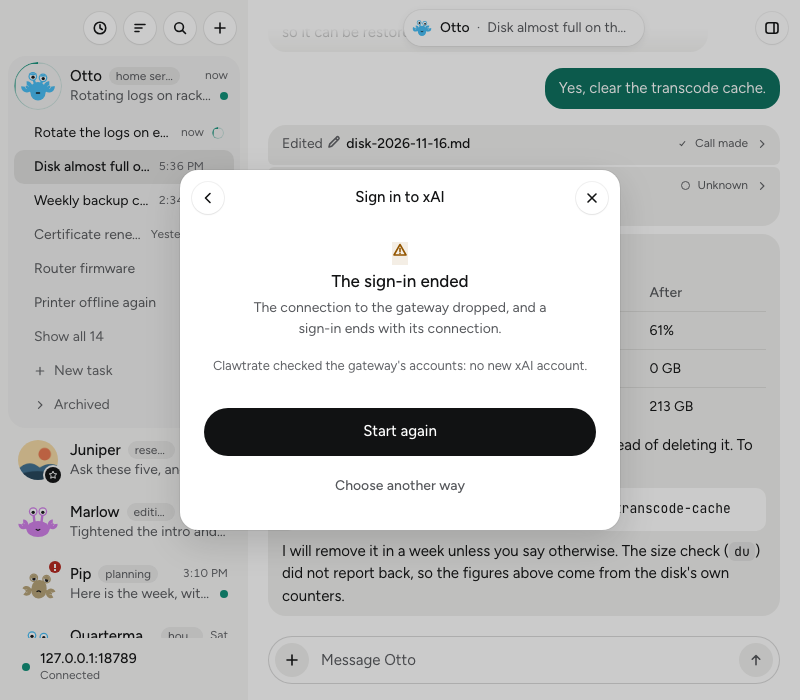 so it can be restor
Otto · Disk almost full on th...
Otto home ser... now
Rotating logs on rack...
Rotate the logs on e... now
Disk almost full o... 5:36 PM
Weekly backup c... 2:34
Certificate rene... Yeste
Router firmware
Printer offline again
Show all 14
New task
Archived
Juniper rese...
Ask these five, an
Marlow editi...
Tightened the intro and...
Pip planning 3:10 PM
Here is the week, wit...
Quarterma hou... Sat
127.0.0.1:18789
Connected
Yes, clear the transcode cache.
Edited disk-2026-11-16.md Call made
Unknown
After
61%
0 GB
213 GB
ead of deleting it. To
transcode-cache
I will remove it in a week unless you say otherwise. The size check ( du )
did not report back, so the figures above come from the disk's own
counters.
Message Otto
Sign in to xAI
The sign-in ended
The connection to the gateway dropped, and a
sign-in ends with its connection.
Clawtrate checked the gateway's accounts: no new xAI account.
Start again
Choose another way